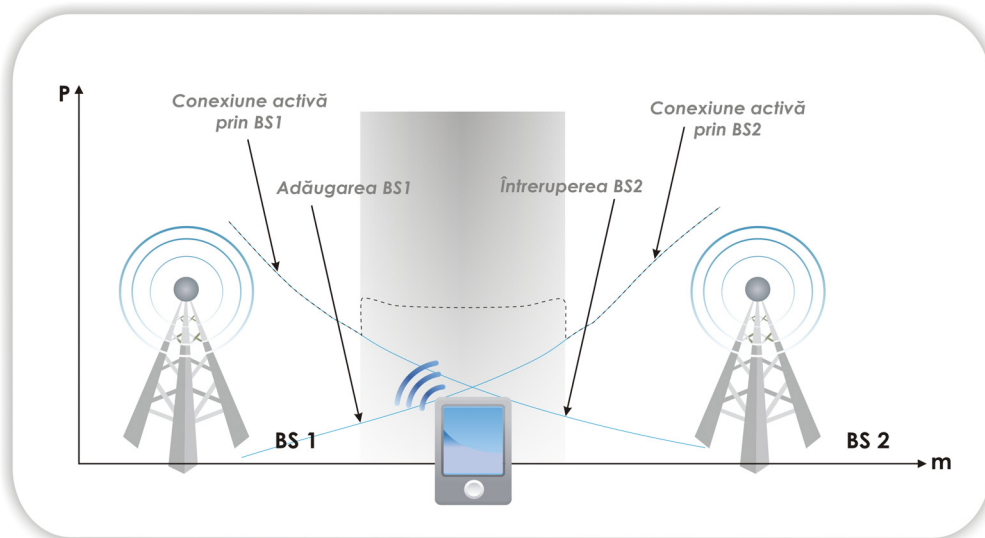 P
Conexiune activă
prin BS1
Conexiune activă
prin BS2
Adăugarea BS1
Întreruperea BS2
BS 1
BS 2
m